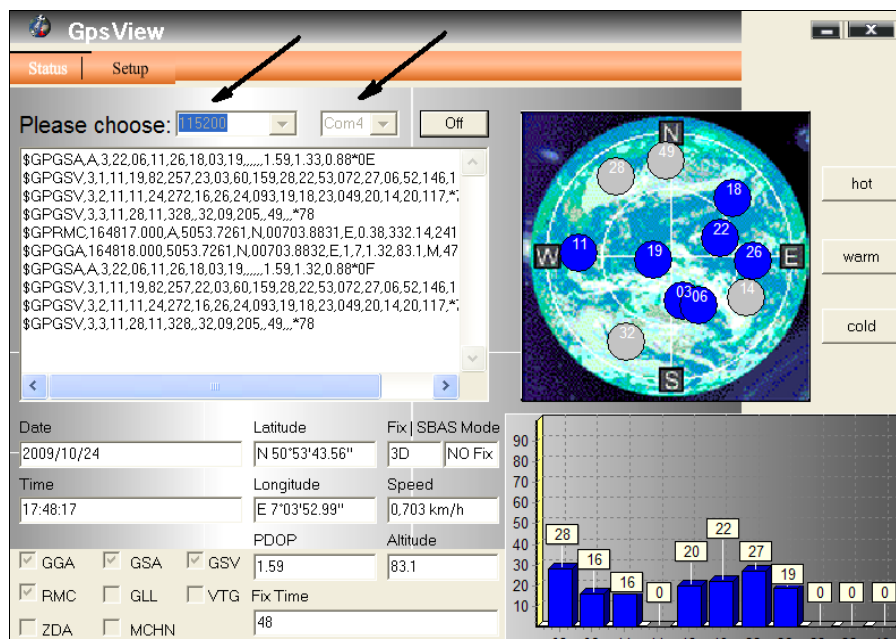 GpsView
Status | Setup
Please choose: 115200 Com4 Off
$GPGSA,A,3,22,06,11,26,18,03,19,,,,,,1.59,1.33,0.88*0E
$GPGSV,3,1,11,19,82,257,23,03,60,159,28,22,53,072,27,06,52,146,1
$GPGSV,3,2,11,11,24,272,16,26,24,093,19,18,23,049,20,14,20,117,*
$GPGSV,3,3,11,28,11,328,,32,09,205,,49,,,*78
$GPRMC,164817.000,A,5053.7261,N,00703.8831,E,0.38,332.14,241
$GPGGA,164818.000,5053.7261,N,00703.8832,E,1,7,1.32,83.1,M,47
$GPGSA,A,3,22,06,11,26,18,03,19,,,,,,1.59,1.32,0.88*0F
$GPGSV,3,1,11,19,82,257,22,03,60,159,28,22,53,072,27,06,52,146,1
$GPGSV,3,2,11,11,24,272,16,26,24,093,19,18,23,049,20,14,20,117,*
$GPGSV,3,3,11,28,11,328,,32,09,205,,49,,,*78
N
49
28
18
22
W
11
19
26
E
03
06
14
32
S
hot
warm
cold
Date
2009/10/24
Time
17:48:17
Latitude
N 50°53'43.56"
Longitude
E 7°03'52.99"
PDOP
1.59
Fix | SBAS Mode
3D NO Fix
Speed
0,703 km/h
Altitude
83.1
GGA GSA GSV
RMC GLL VTG
ZDA MCHN
Fix Time
48
90
80
70
60
50
40
30
20
10
28 16 16 0 20 22 27 19 0 0 0